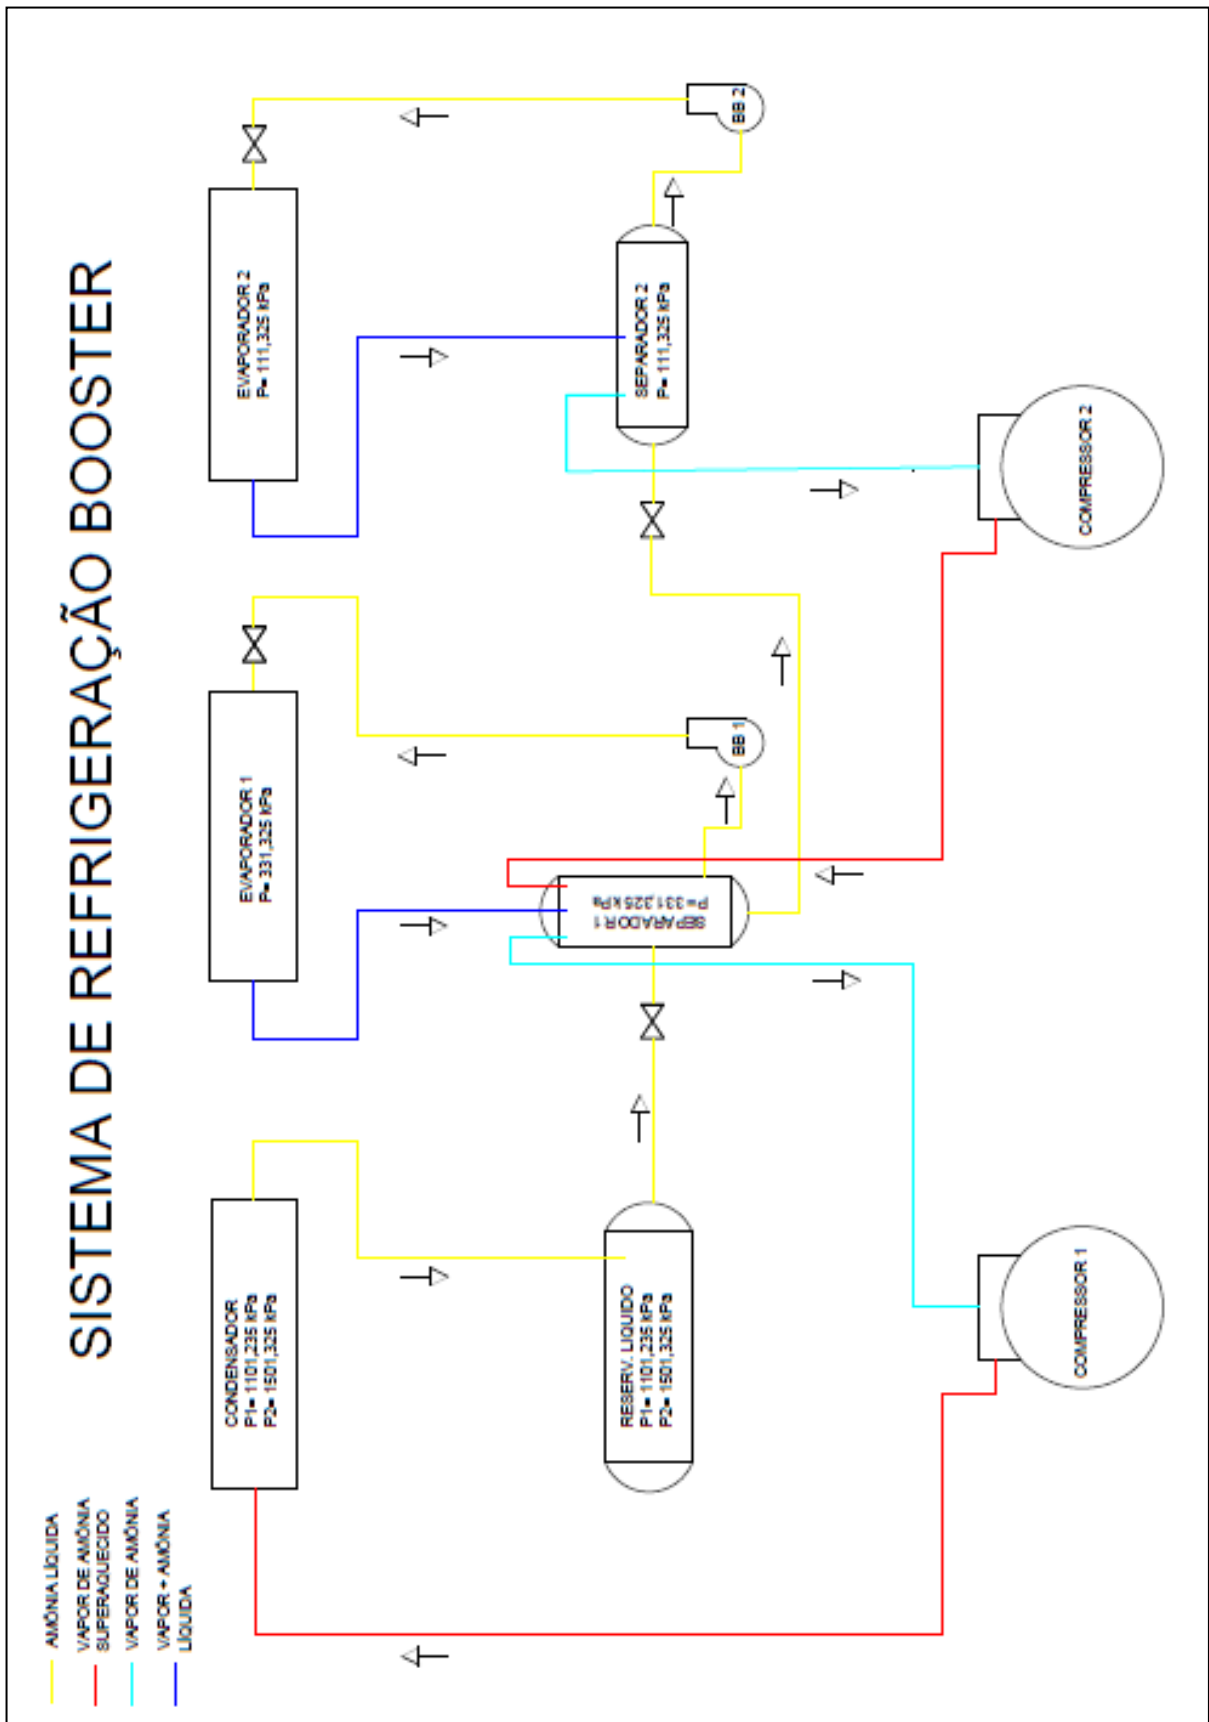 SISTEMA DE REFRIGERAÇÃO BOOSTER
AMÔNIA LÍQUIDA
VAPOR DE AMÔNIA
SUPERAQUECIDO
VAPOR DE AMÔNIA
VAPOR + AMÔNIA
LÍQUIDA
CONDENSADOR
P1= 1101,235 kPa
P2= 1501,325 kPa
EVAPORADOR 1
P= 331,325 kPa
EVAPORADOR 2
P= 111,325 kPa
RESERV. LIQUIDO
P1= 1101,235 kPa
P2= 1501,325 kPa
SEPARADOR 1
P= 331,325 kPa
BB 1
SEPARADOR 2
P= 111,325 kPa
BB 2
COMPRESSOR 1
COMPRESSOR 2